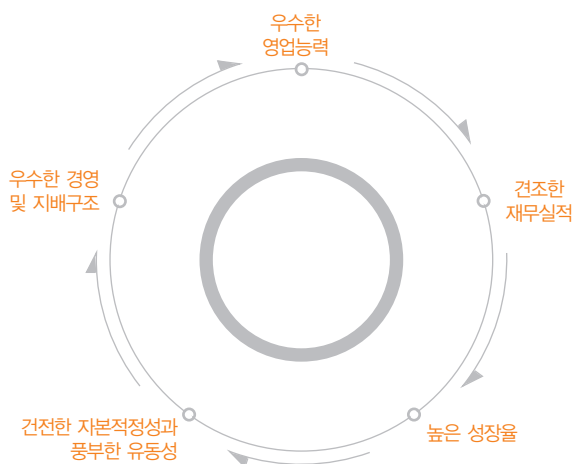 우수한
영업능력
견조한
재무실적
높은 성장율
건전한 자본적정성과
풍부한 유동성
우수한 경영
및 지배구조